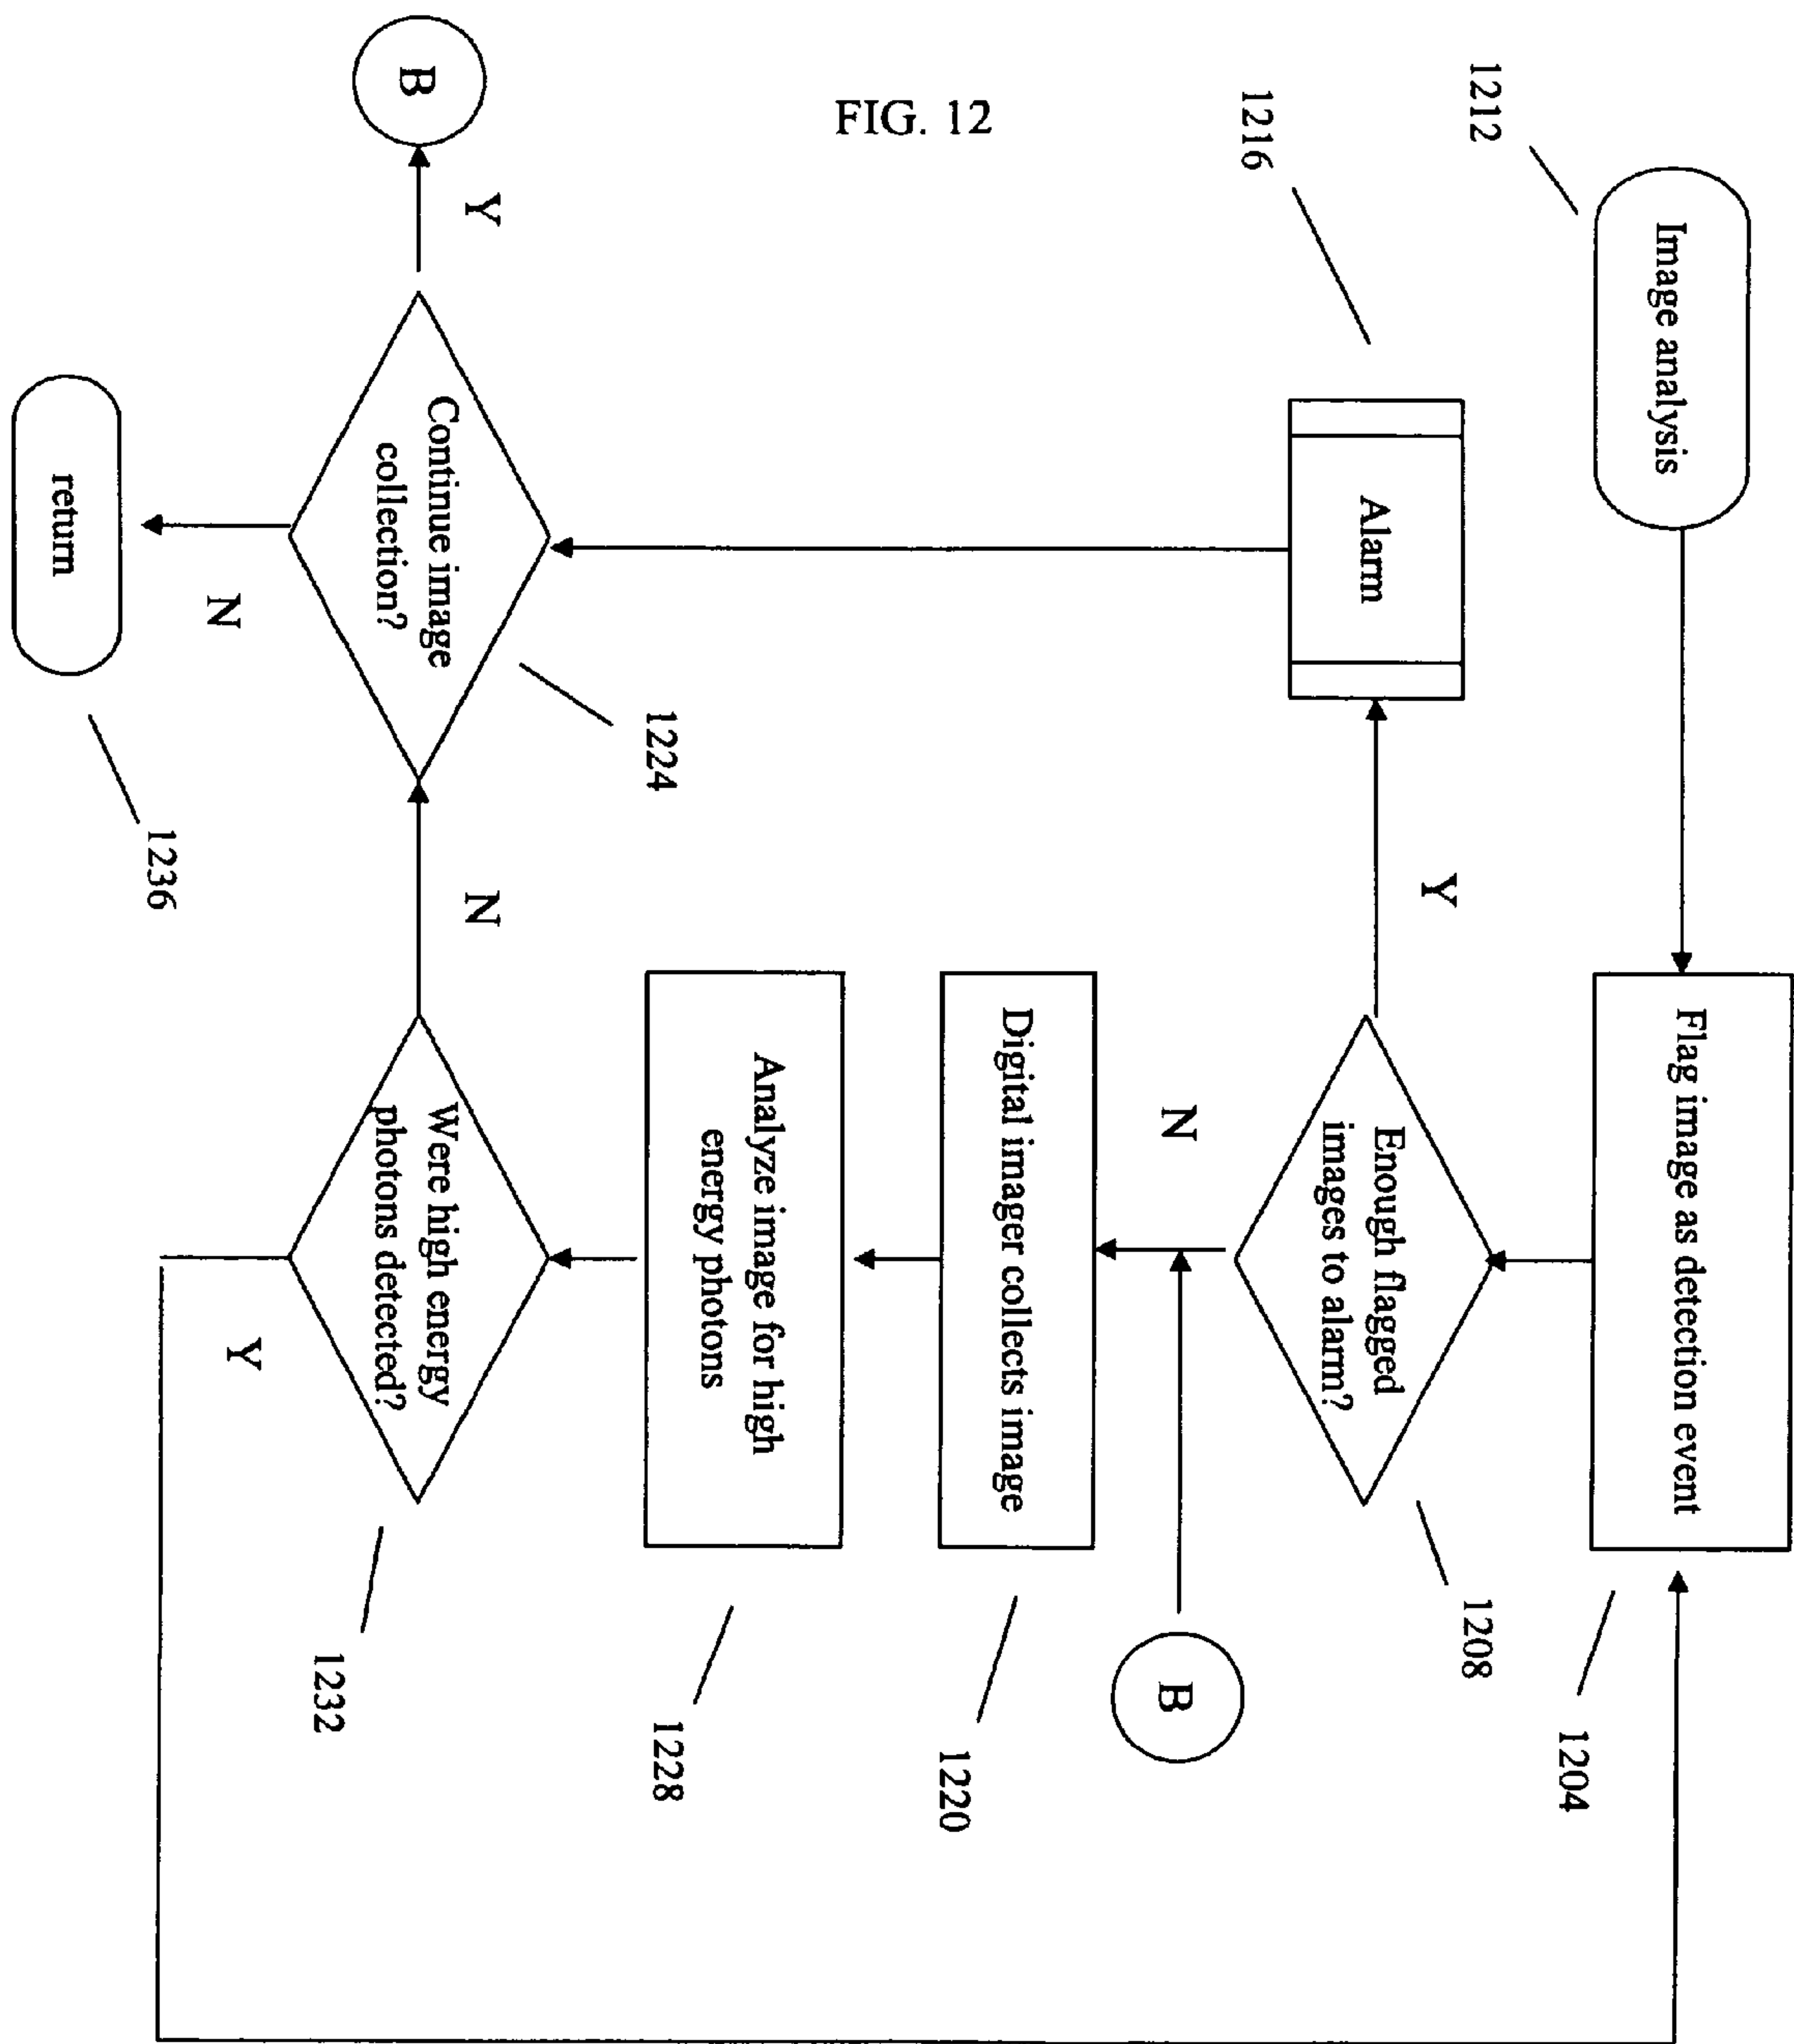 FIG. 12
1212
Image analysis
Flag image as detection event
1204
1216
Alarm
Y
Enough flagged
images to alarm?
1208
N
B
Digital imager collects image
1220
Analyze image for high
energy photons
1228
B
Y
Continue image
collection?
1224
N
Were high energy
photons detected?
1232
N
Y
return
1236